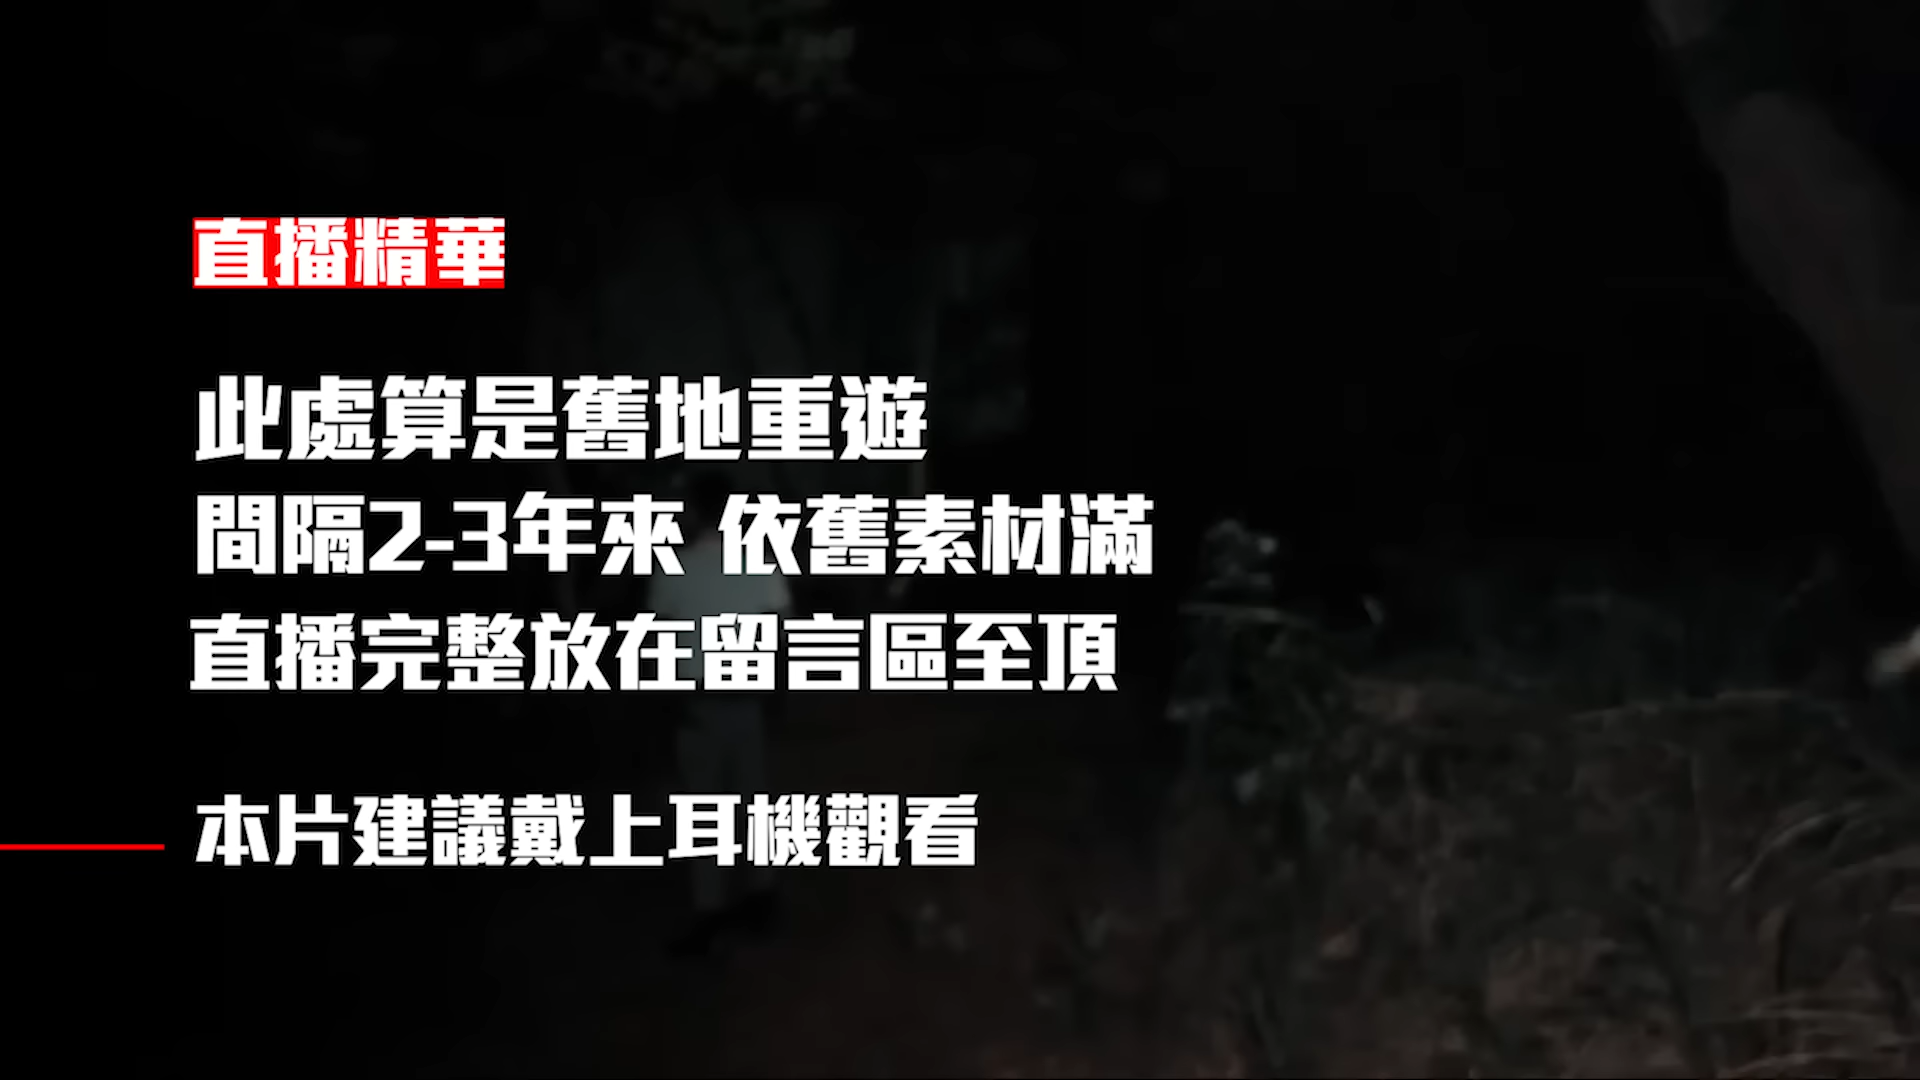 直播精華
此處算是舊地重遊
間隔2-3年來 依舊素材滿
直播完整放在留言區至頂
本片建議戴上耳機觀看